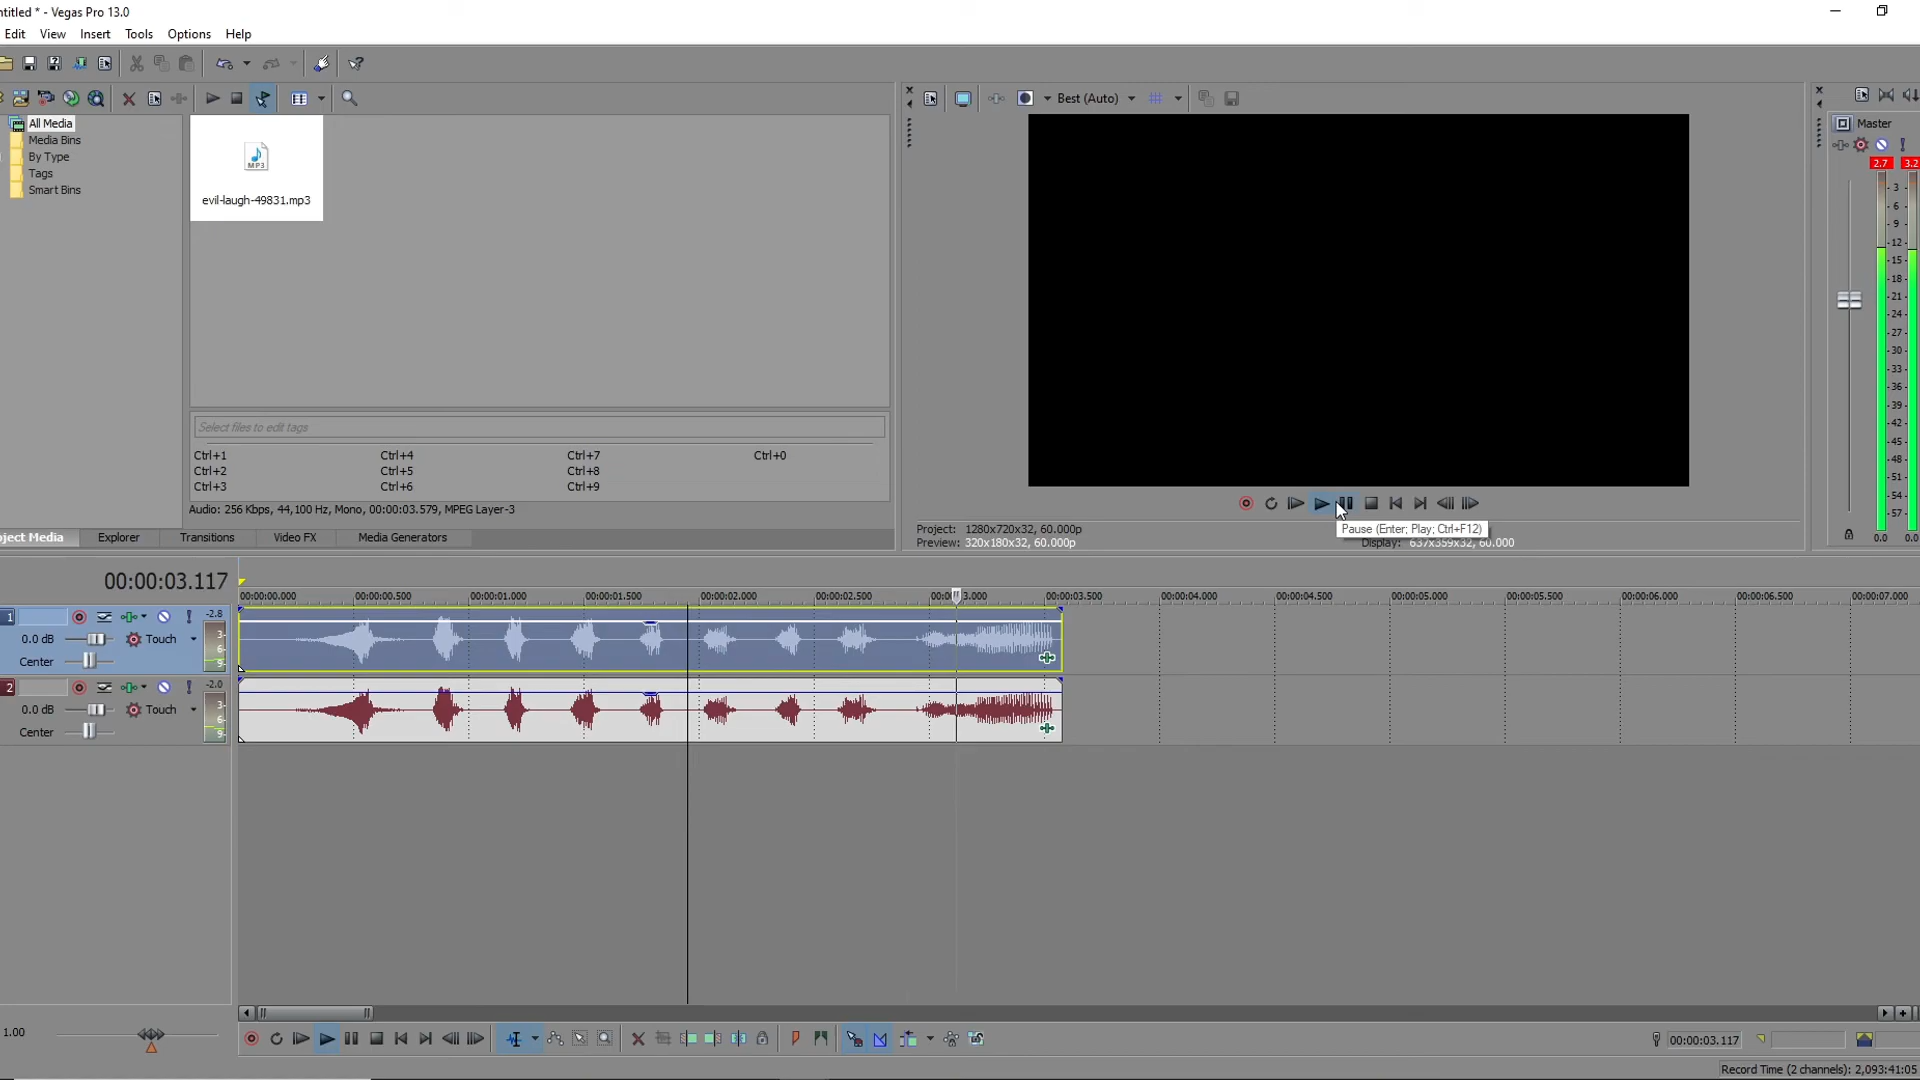 ntitled * - Vegas Pro 13.0
Edit View Insert Tools Options Help
Best (Auto)
All Media
Media Bins
By Type
Tags
Smart Bins
MP3
evil-laugh-49831.mp3
Select files to edit tags
Ctrl+1 Ctrl+4 Ctrl+7 Ctrl+0
Ctrl+2 Ctrl+5 Ctrl+8
Ctrl+3 Ctrl+6 Ctrl+9
Audio: 256 Kbps, 44,100 Hz, Mono, 00:00:03.579, MPEG Layer-3
oject Media Explorer Transitions Video FX Media Generators
Pause (Enter; Play; Ctrl+F12)
Project: 1280x720x32, 60.000p
Preview: 320x180x32, 60.000p
Display: 637x359x32, 60.000
Master
2.7 3.2
- 3 -
- 6 -
- 9 -
-12-
-15-
-18-
-21-
-24-
-27-
-30-
-33-
-36-
-39-
-42-
-45-
-48-
-51-
-54-
-57-
0.0 0.0
00:00:03.117
00:00:00.000 00:00:00.500 00:00:01.000 00:00:01.500 00:00:02.000 00:00:02.500 00:00:03.000 00:00:03.500 00:00:04.000 00:00:04.500 00:00:05.000 00:00:05.500 00:00:06.000 00:00:06.500 00:00:07.000
1 -2.8
0.0 dB Touch 3-
6-
Center 9-
2 -2.0
0.0 dB Touch 3-
6-
Center 9-
1.00
00:00:03.117
Record Time (2 channels): 2,093:41:05